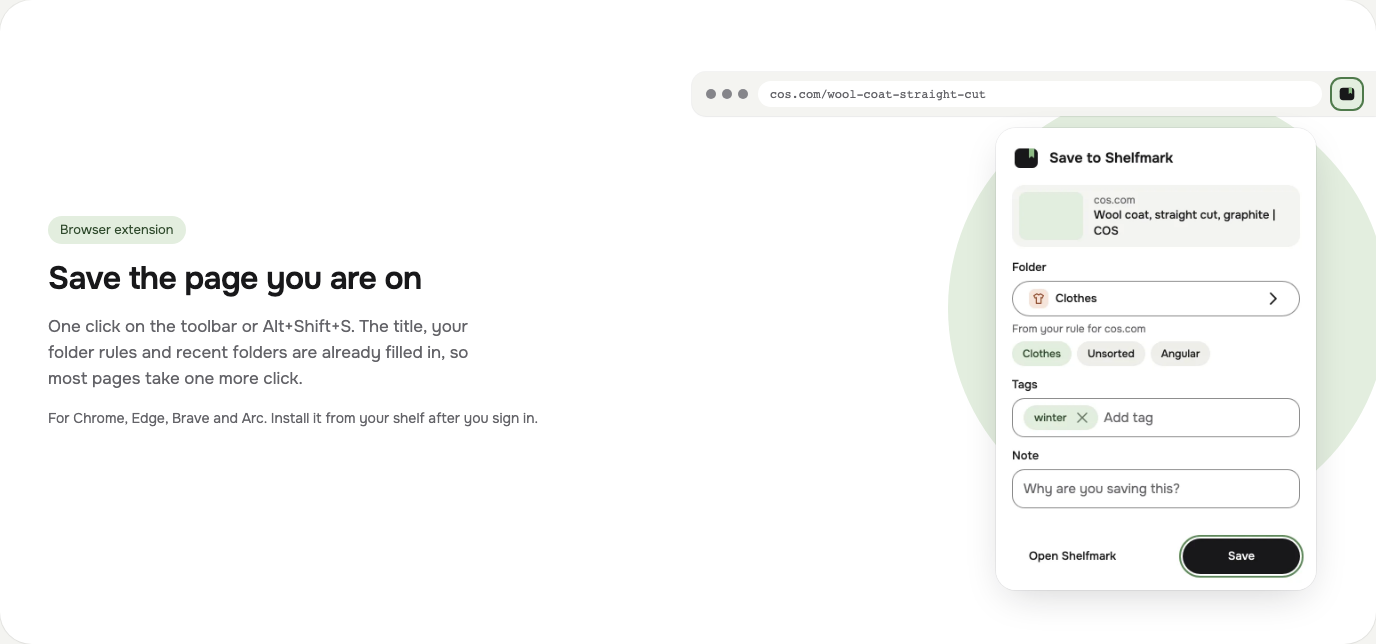 cos.com/wool-coat-straight-cut
Browser extension
Save the page you are on
One click on the toolbar or Alt+Shift+S. The title, your
folder rules and recent folders are already filled in, so
most pages take one more click.
For Chrome, Edge, Brave and Arc. Install it from your shelf after you sign in.
Save to Shelfmark
cos.com
Wool coat, straight cut, graphite |
COS
Folder
Clothes
From your rule for cos.com
Clothes Unsorted Angular
Tags
winter Add tag
Note
Why are you saving this?
Open Shelfmark Save